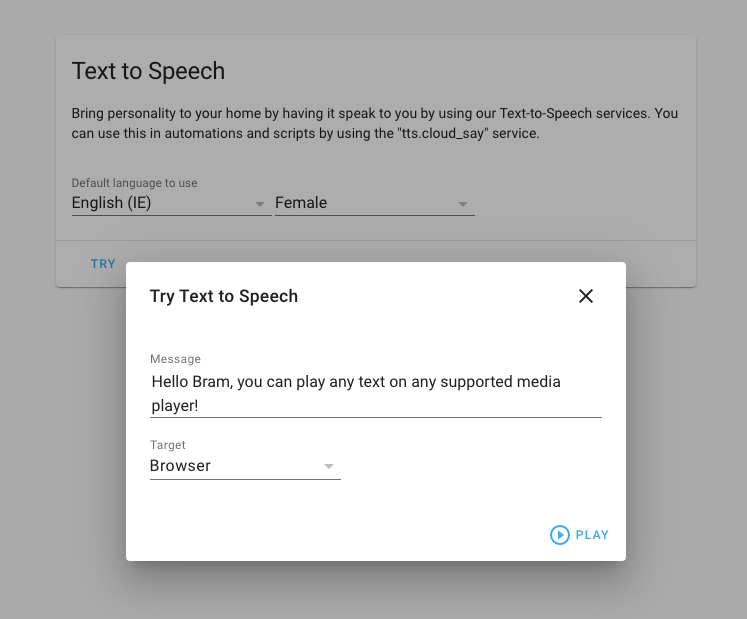 Text to Speech
Bring personality to your home by having it speak to you by using our Text-to-Speech services. You
can use this in automations and scripts by using the "tts.cloud_say" service.
Default language to use
English (IE)
Female
TRY
Try Text to Speech
Message
Hello Bram, you can play any text on any supported media
player!
Target
Browser
PLAY